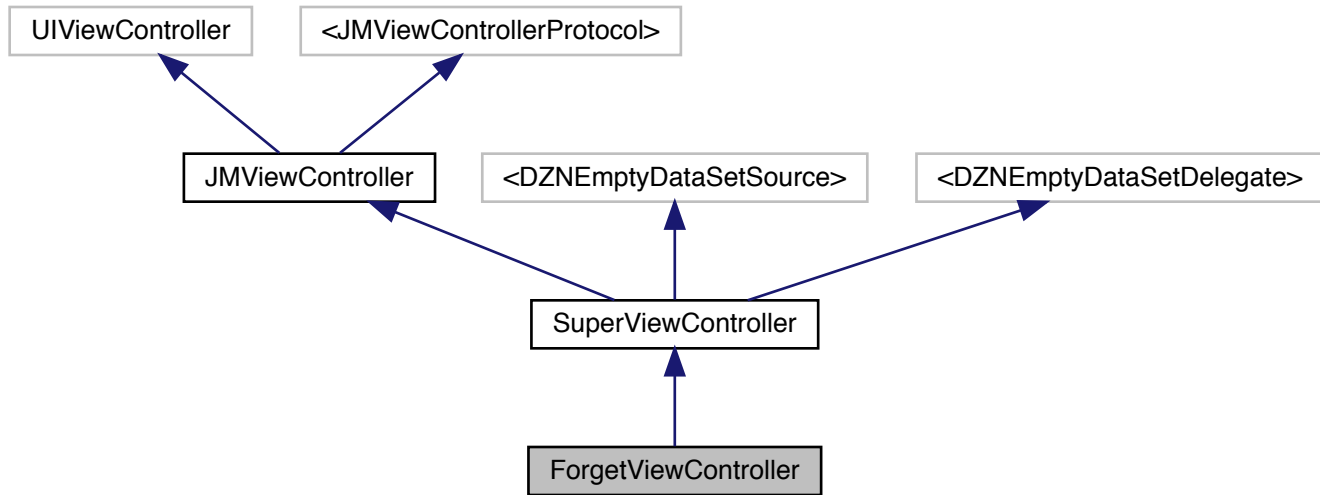 UIViewController
<JMViewControllerProtocol>
JMViewController
<DZNEmptyDataSetSource>
<DZNEmptyDataSetDelegate>
SuperViewController
ForgetViewController